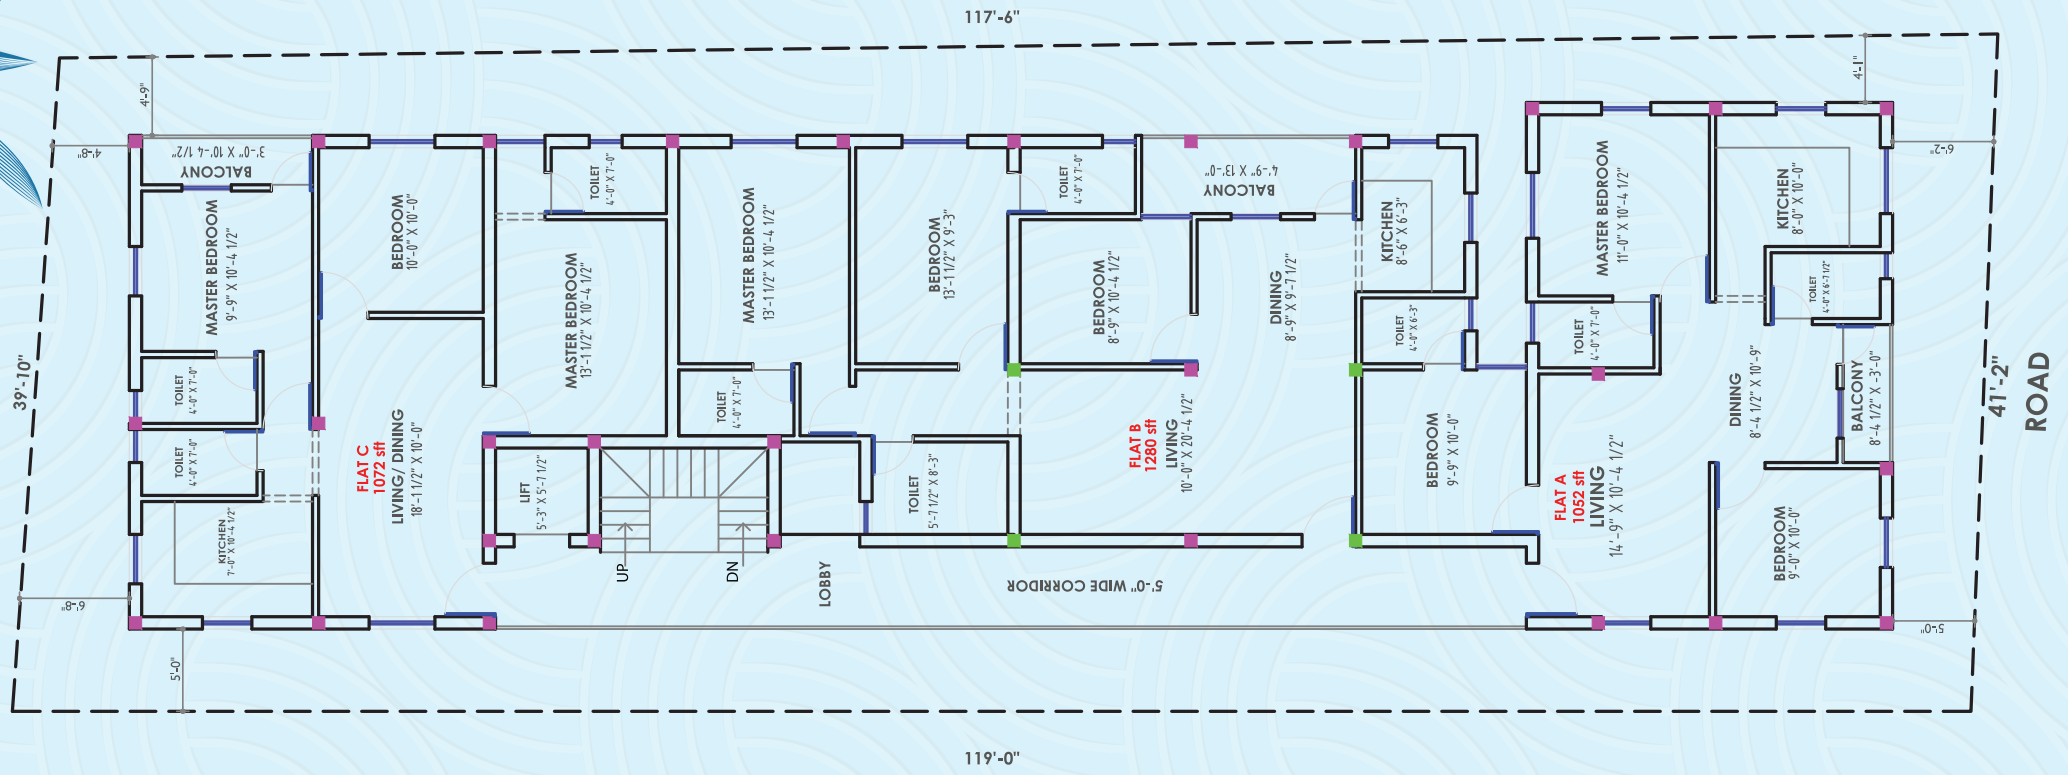 117'-6"
4'-9"
4'-8"
3'-0" X 10'-4 1/2"
BALCONY
MASTER BEDROOM
9'-9" X 10'-4 1/2"
TOILET
4'-0" X 7'-0"
TOILET
4'-0" X 7'-0"
KITCHEN
7'-0" X 10'-4 1/2"
39'-10"
6'-8"
5'-0"
BEDROOM
10'-0" X 10'-0"
FLAT C
1072 sft
LIVING/ DINING
18'-1 1/2" X 10'-0"
TOILET
4'-0" X 7'-0"
MASTER BEDROOM
13'-1 1/2" X 10'-4 1/2"
LIFT
5'-3" X 5'-7 1/2"
UP
DN
MASTER BEDROOM
13'-1 1/2" X 10'-4 1/2"
TOILET
4'-0" X 7'-0"
LOBBY
BEDROOM
13'-1 1/2" X 9'-3"
TOILET
5'-7 1/2" X 8'-3"
TOILET
4'-0" X 7'-0"
BEDROOM
8'-9" X 10'-4 1/2"
FLAT B
1280 sft
LIVING
10'-0" X 20'-4 1/2"
5'-0" WIDE CORRIDOR
4'-9" X 13'-0"
BALCONY
DINING
8'-9" X 9'-7 1/2"
KITCHEN
8'-6" X 6'-3"
TOILET
4'-0" X 6'-3"
BEDROOM
9'-9" X 10'-0"
MASTER BEDROOM
11'-0" X 10'-4 1/2"
TOILET
4'-0" X 7'-0"
FLAT A
1052 sft
LIVING
14'-9" X 10'-4 1/2"
KITCHEN
8'-0" X 10'-0"
TOILET
4'-0" X 6'-7 1/2"
DINING
8'-4 1/2" X 10'-9"
BALCONY
8'-4 1/2" X -3'-0"
BEDROOM
9'-0" X 10'-0"
4'-1"
6'-2"
5'-0"
41'-2"
ROAD
119'-0"